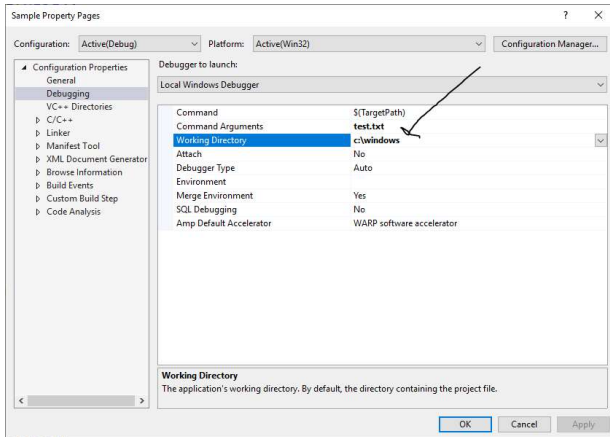 Sample Property Pages ? ×
Configuration: Active(Debug) Platform: Active(Win32) Configuration Manager...
Configuration Properties
General
Debugging
VC++ Directories
C/C++
Linker
Manifest Tool
XML Document Generator
Browse Information
Build Events
Custom Build Step
Code Analysis
Debugger to launch:
Local Windows Debugger
Command $(TargetPath)
Command Arguments test.txt
Working Directory c:\windows
Attach No
Debugger Type Auto
Environment
Merge Environment Yes
SQL Debugging No
Amp Default Accelerator WARP software accelerator
Working Directory
The application's working directory. By default, the directory containing the project file.
OK Cancel Apply